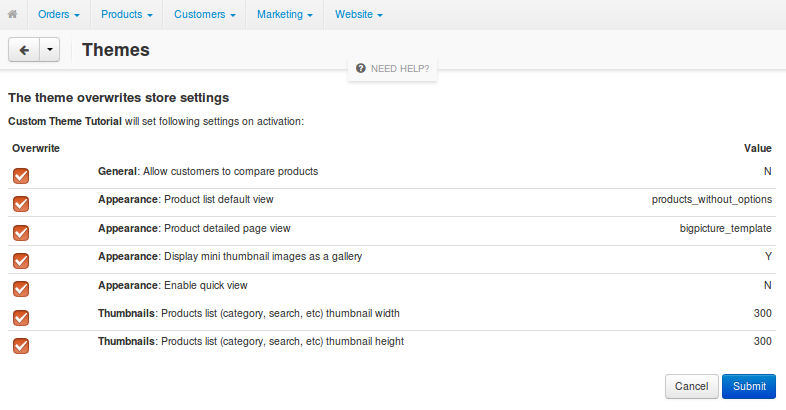 Orders Products Customers Marketing Website
Themes
NEED HELP?
The theme overwrites store settings
Custom Theme Tutorial will set following settings on activation:
Overwrite Value
General: Allow customers to compare products N
Appearance: Product list default view products_without_options
Appearance: Product detailed page view bigpicture_template
Appearance: Display mini thumbnail images as a gallery Y
Appearance: Enable quick view N
Thumbnails: Products list (category, search, etc) thumbnail width 300
Thumbnails: Products list (category, search, etc) thumbnail height 300
Cancel Submit